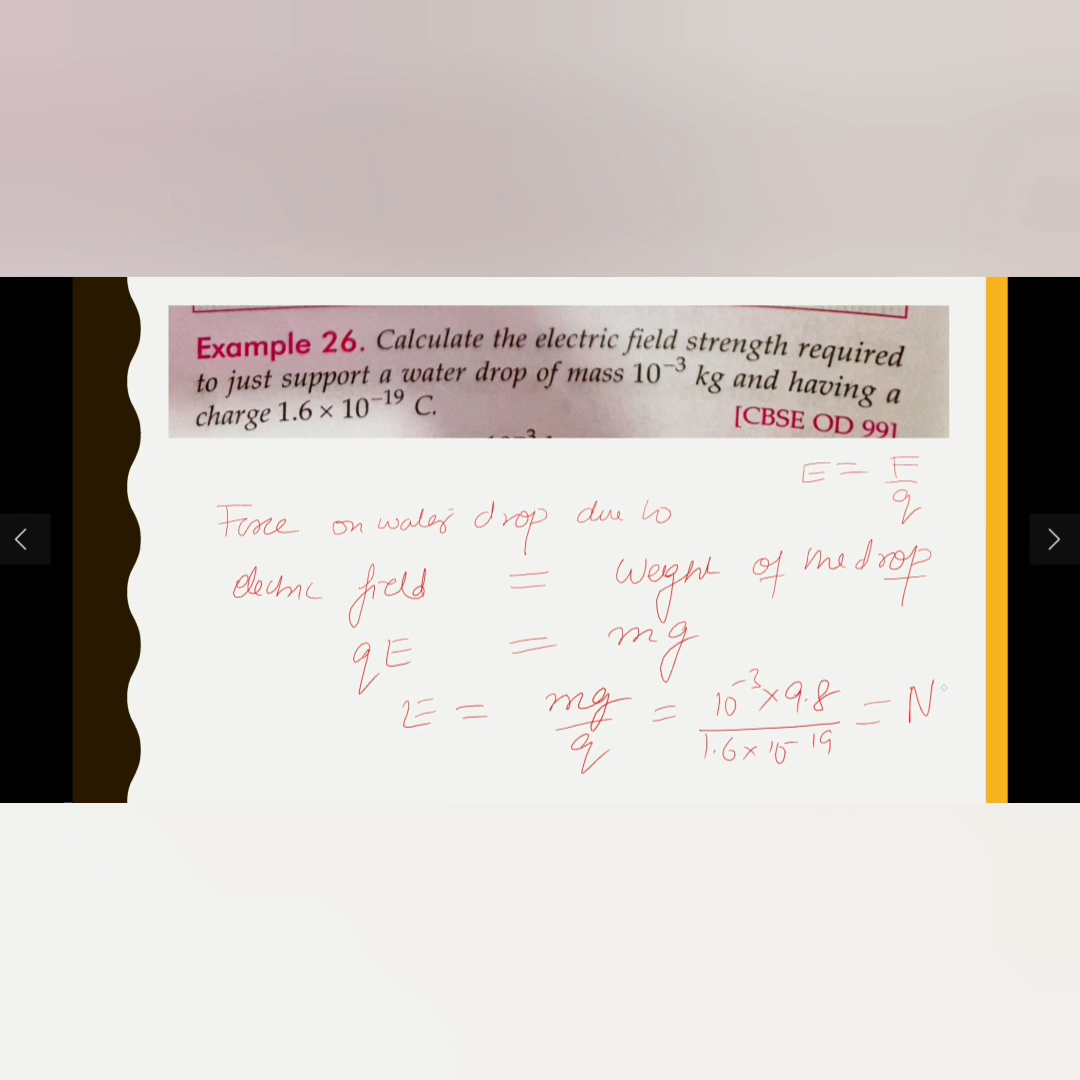 Example 26. Calculate the electric field strength required
to just support a water drop of mass 10⁻³ kg and having a
charge 1.6 × 10⁻¹⁹ C.
[CBSE OD 99]
E = F/q
Force on water drop due to
electric field = weight of the drop
qE = mg
E = mg/q = 10⁻³×9.8/1.6×10⁻¹⁹ = N